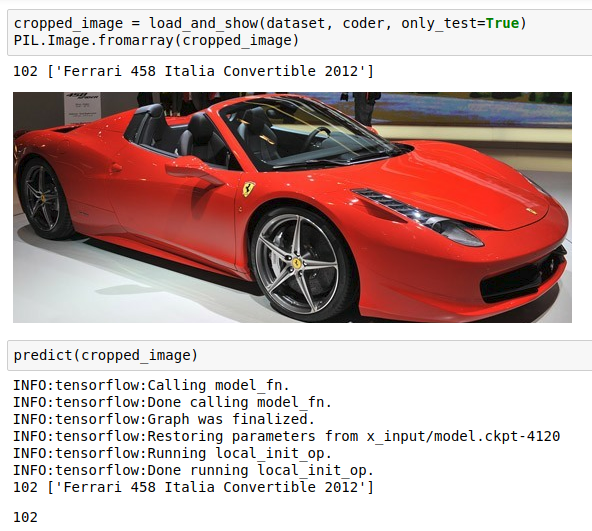 cropped_image = load_and_show(dataset, coder, only_test=True)
PIL.Image.fromarray(cropped_image)
102 ['Ferrari 458 Italia Convertible 2012']
predict(cropped_image)
INFO:tensorflow:Calling model_fn.
INFO:tensorflow:Done calling model_fn.
INFO:tensorflow:Graph was finalized.
INFO:tensorflow:Restoring parameters from x_input/model.ckpt-4120
INFO:tensorflow:Running local_init_op.
INFO:tensorflow:Done running local_init_op.
102 ['Ferrari 458 Italia Convertible 2012']
102